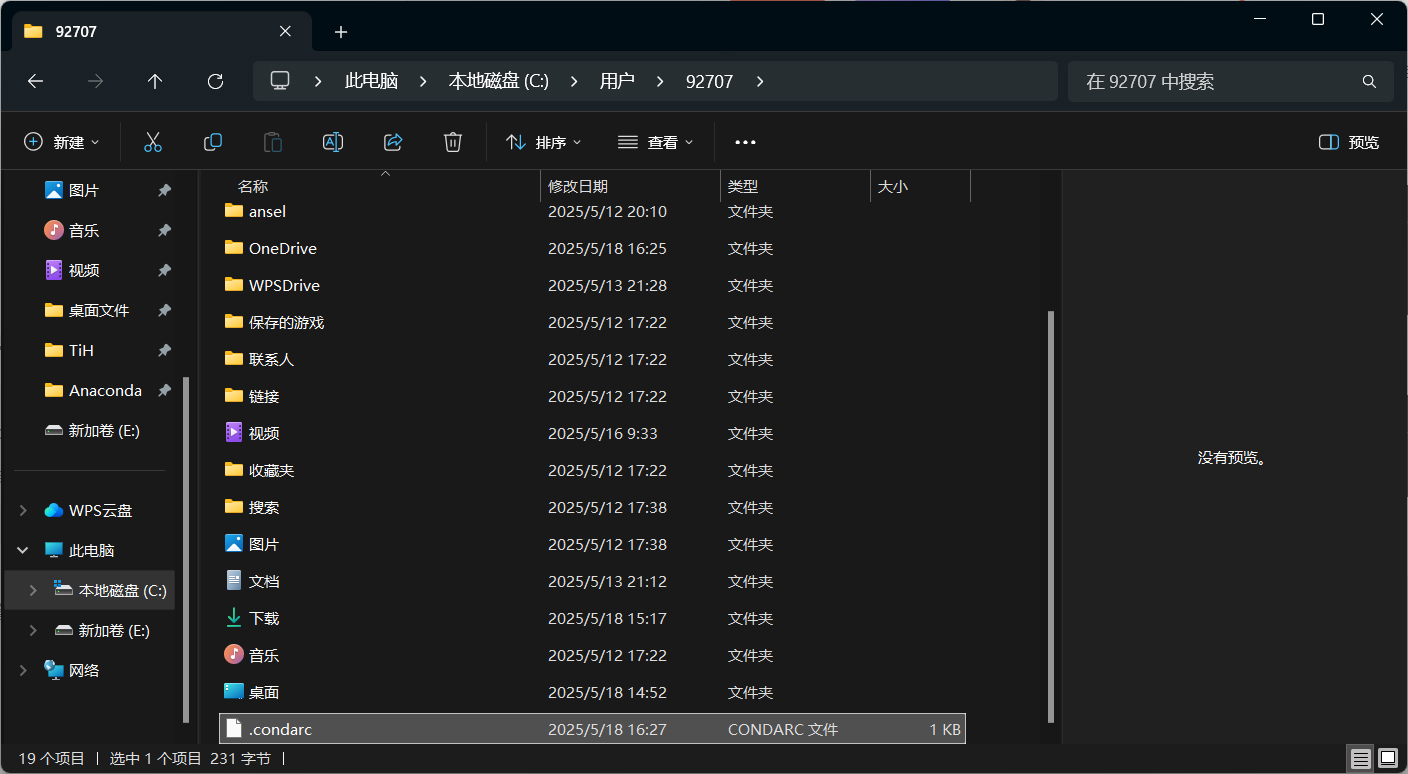 92707
此电脑 本地磁盘 (C:) 用户 92707
在 92707 中搜索
新建 排序 查看 预览
图片
音乐
视频
桌面文件
TiH
Anaconda
新加卷 (E:)
WPS云盘
此电脑
本地磁盘 (C:)
新加卷 (E:)
网络
名称 修改日期 类型 大小
ansel 2025/5/12 20:10 文件夹
OneDrive 2025/5/18 16:25 文件夹
WPSDrive 2025/5/13 21:28 文件夹
保存的游戏 2025/5/12 17:22 文件夹
联系人 2025/5/12 17:22 文件夹
链接 2025/5/12 17:22 文件夹
视频 2025/5/16 9:33 文件夹
收藏夹 2025/5/12 17:22 文件夹
搜索 2025/5/12 17:38 文件夹
图片 2025/5/12 17:38 文件夹
文档 2025/5/13 21:12 文件夹
下载 2025/5/18 15:17 文件夹
音乐 2025/5/12 17:22 文件夹
桌面 2025/5/18 14:52 文件夹
.condarc 2025/5/18 16:27 CONDARC 文件 1 KB
没有预览。
19 个项目 选中 1 个项目 231 字节